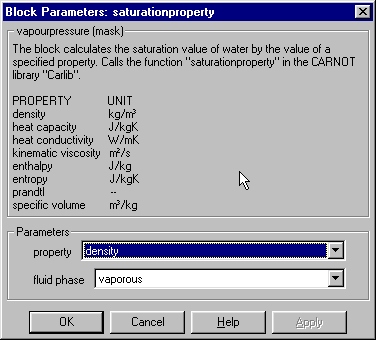 Block Parameters: saturationproperty
vapourpressure (mask)
The block calculates the saturation value of water by the value of a
specified property. Calls the function "saturationproperty" in the CARNOT
library "Carlib".
PROPERTY UNIT
density kg/m³
heat capacity J/kgK
heat conductivity W/mK
kinematic viscosity m²/s
enthalpy J/kg
entropy J/kgK
prandtl --
specific volume m³/kg
Parameters
property density
fluid phase vaporous
OK Cancel Help Apply